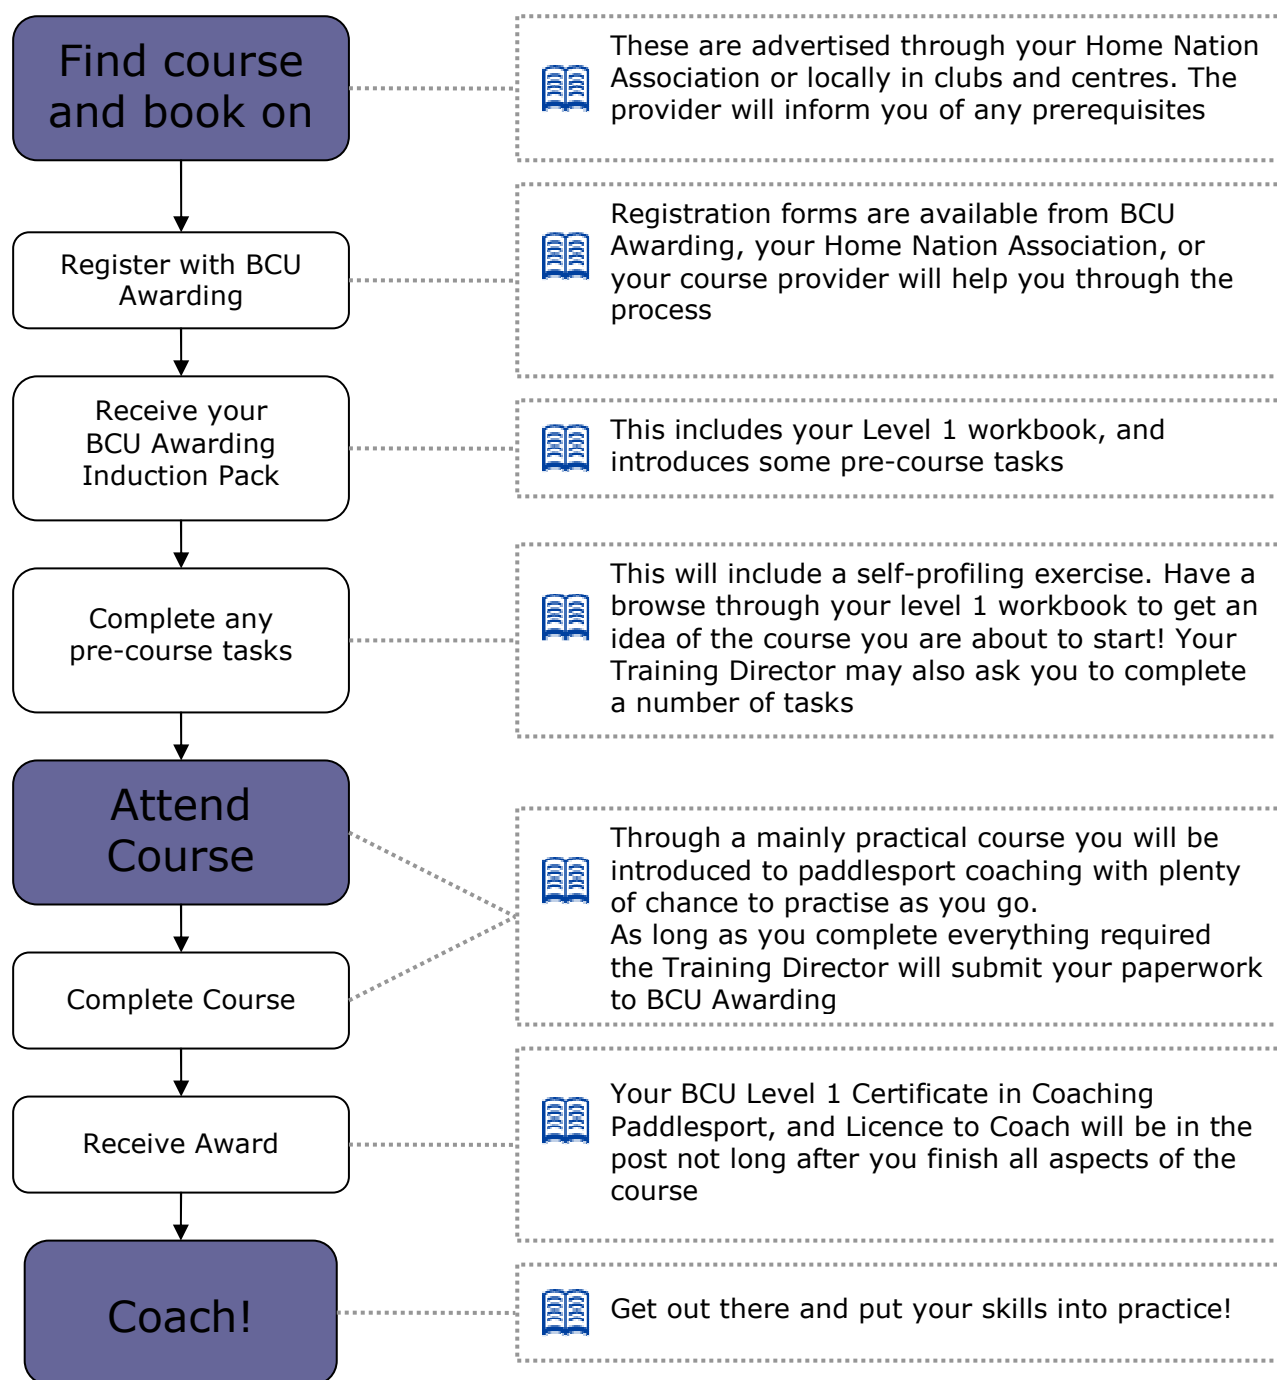 Find course
and book on
These are advertised through your Home Nation
Association or locally in clubs and centres. The
provider will inform you of any prerequisites
Register with BCU
Awarding
Registration forms are available from BCU
Awarding, your Home Nation Association, or
your course provider will help you through the
process
Receive your
BCU Awarding
Induction Pack
This includes your Level 1 workbook, and
introduces some pre-course tasks
Complete any
pre-course tasks
This will include a self-profiling exercise. Have a
browse through your level 1 workbook to get an
idea of the course you are about to start! Your
Training Director may also ask you to complete
a number of tasks
Attend
Course
Complete Course
Through a mainly practical course you will be
introduced to paddlesport coaching with plenty
of chance to practise as you go.
As long as you complete everything required
the Training Director will submit your paperwork
to BCU Awarding
Receive Award
Your BCU Level 1 Certificate in Coaching
Paddlesport, and Licence to Coach will be in the
post not long after you finish all aspects of the
course
Coach!
Get out there and put your skills into practice!